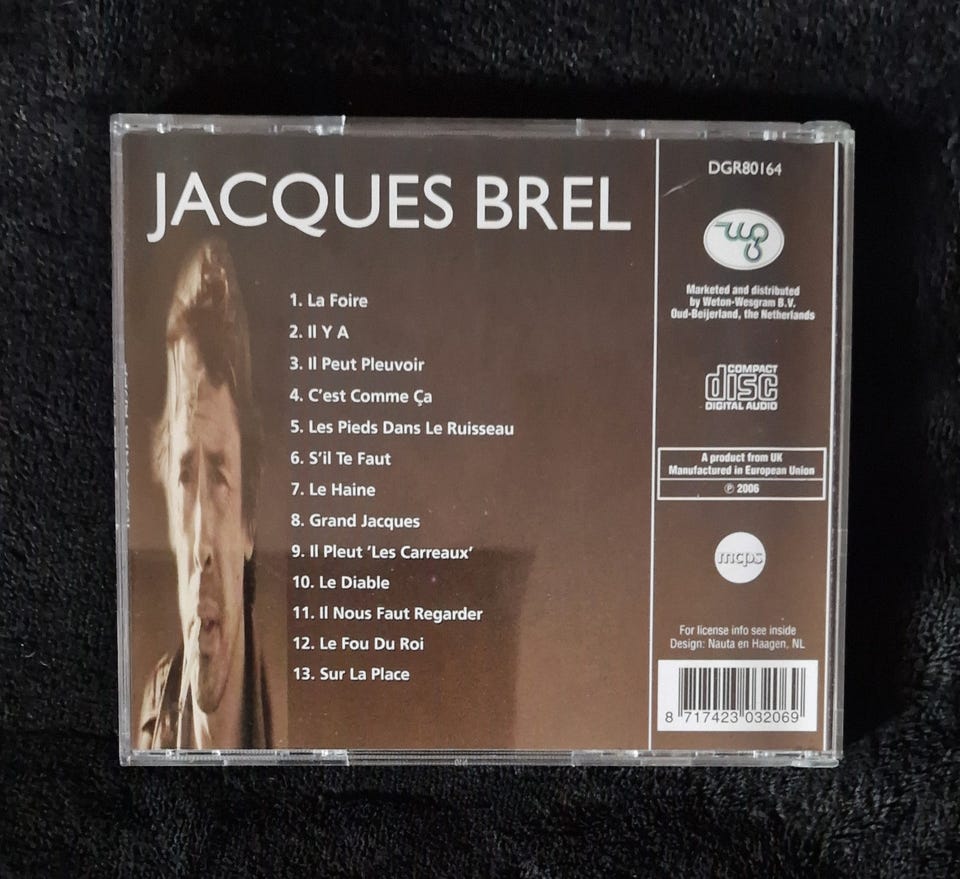 JACQUES BREL
1. La Foire
2. Il Y A
3. Il Peut Pleuvoir
4. C'est Comme Ça
5. Les Pieds Dans Le Ruisseau
6. S'il Te Faut
7. Le Haine
8. Grand Jacques
9. Il Pleut 'Les Carreaux'
10. Le Diable
11. Il Nous Faut Regarder
12. Le Fou Du Roi
13. Sur La Place
DGR80164
Marketed and distributed
by Weton-Wesgram B.V.
Oud-Beijerland, the Netherlands
COMPACT
disc
DIGITAL AUDIO
A product from UK
Manufactured in European Union
℗ 2006
mcps
For license info see inside
Design: Nauta en Haagen, NL
8 717423 032069